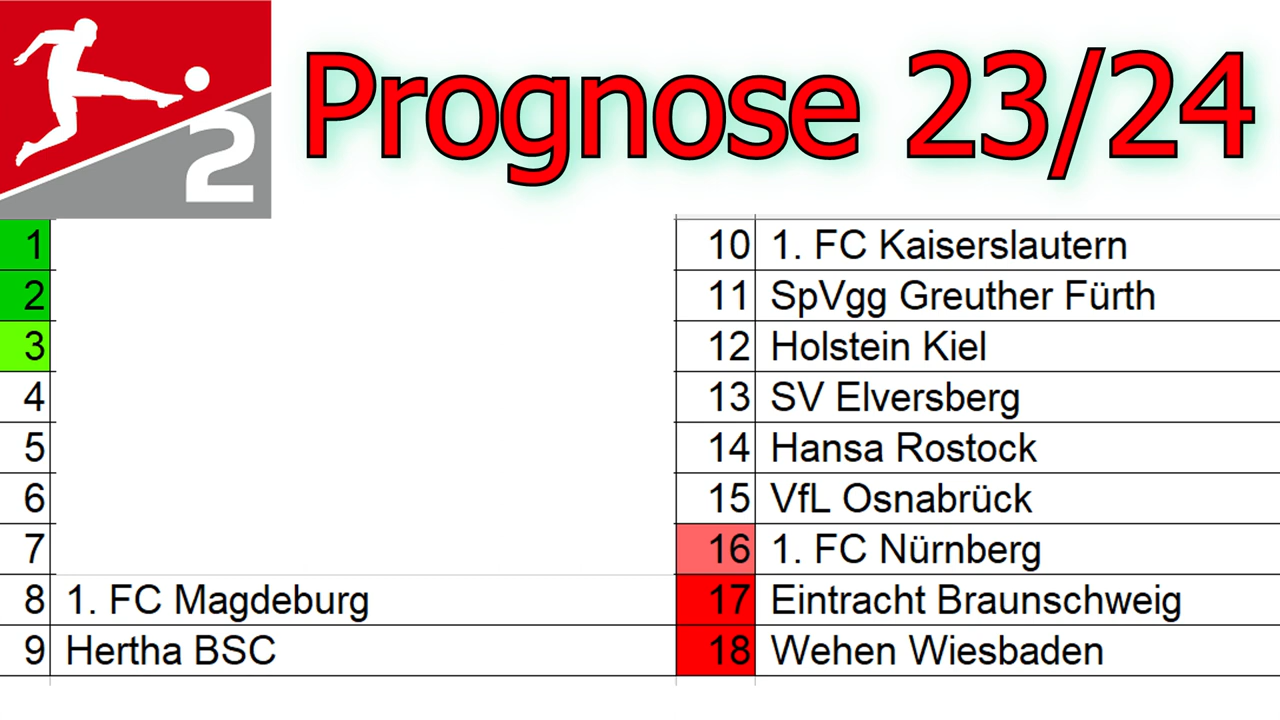 2
Prognose 23/24
1
2
3
4
5
6
7
8 1. FC Magdeburg
9 Hertha BSC
10 1. FC Kaiserslautern
11 SpVgg Greuther Fürth
12 Holstein Kiel
13 SV Elversberg
14 Hansa Rostock
15 VfL Osnabrück
16 1. FC Nürnberg
17 Eintracht Braunschweig
18 Wehen Wiesbaden